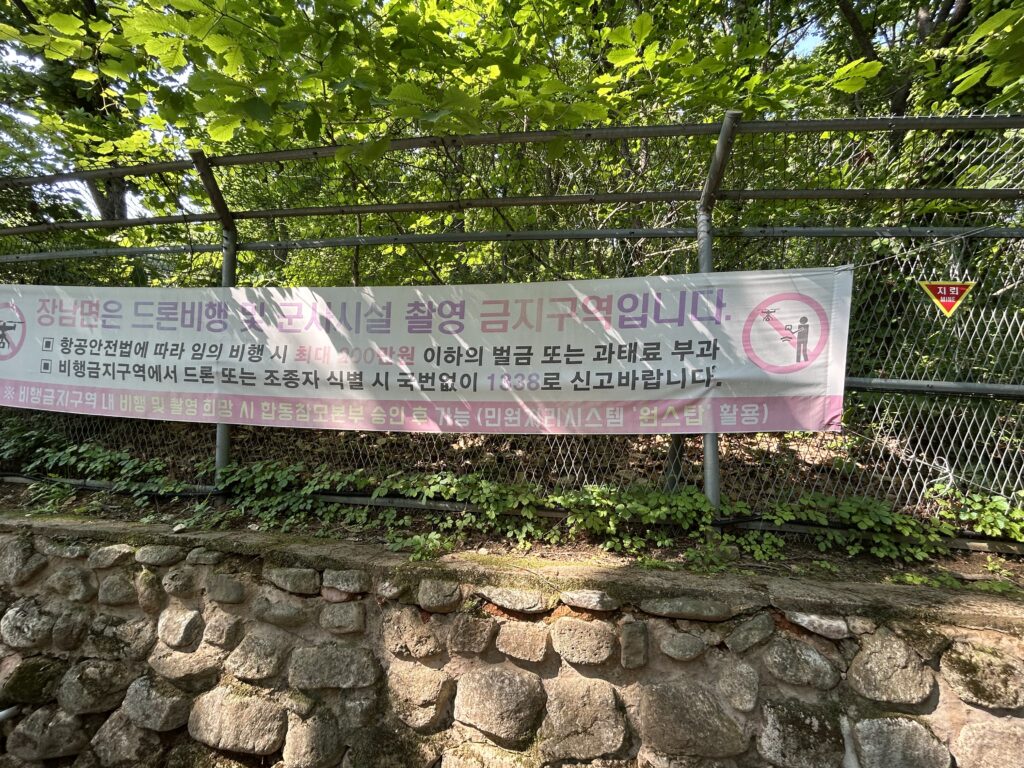 장남면은 드론비행 및 군사시설 촬영 금지구역입니다.
▣ 항공안전법에 따라 임의 비행 시 최대 200만원 이하의 벌금 또는 과태료 부과
▣ 비행금지구역에서 드론 또는 조종자 식별 시 국번없이 1338로 신고바랍니다.
※ 비행금지구역 내 비행 및 촬영 희망 시 합동참모본부 승인 후 가능 (민원처리시스템 '원스탑' 활용)
지뢰
MINE